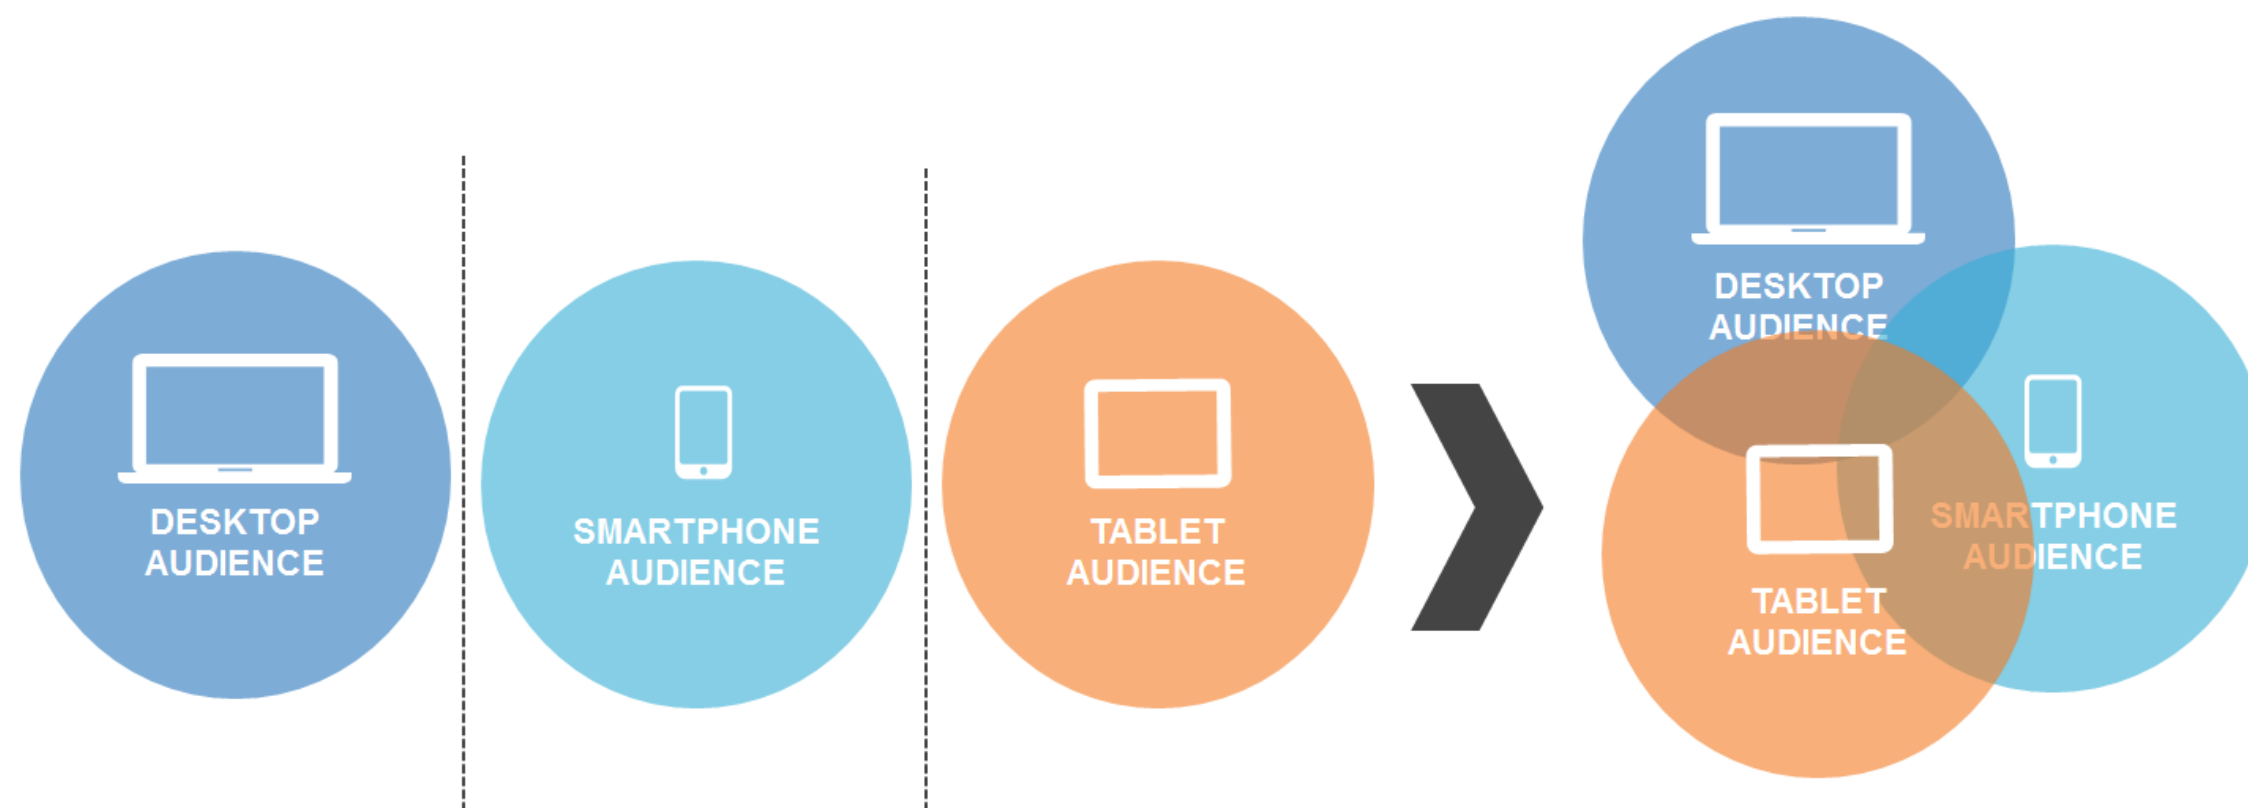 DESKTOP
AUDIENCE
SMARTPHONE
AUDIENCE
TABLET
AUDIENCE
DESKTOP
AUDIENCE
SMARTPHONE
AUDIENCE
TABLET
AUDIENCE